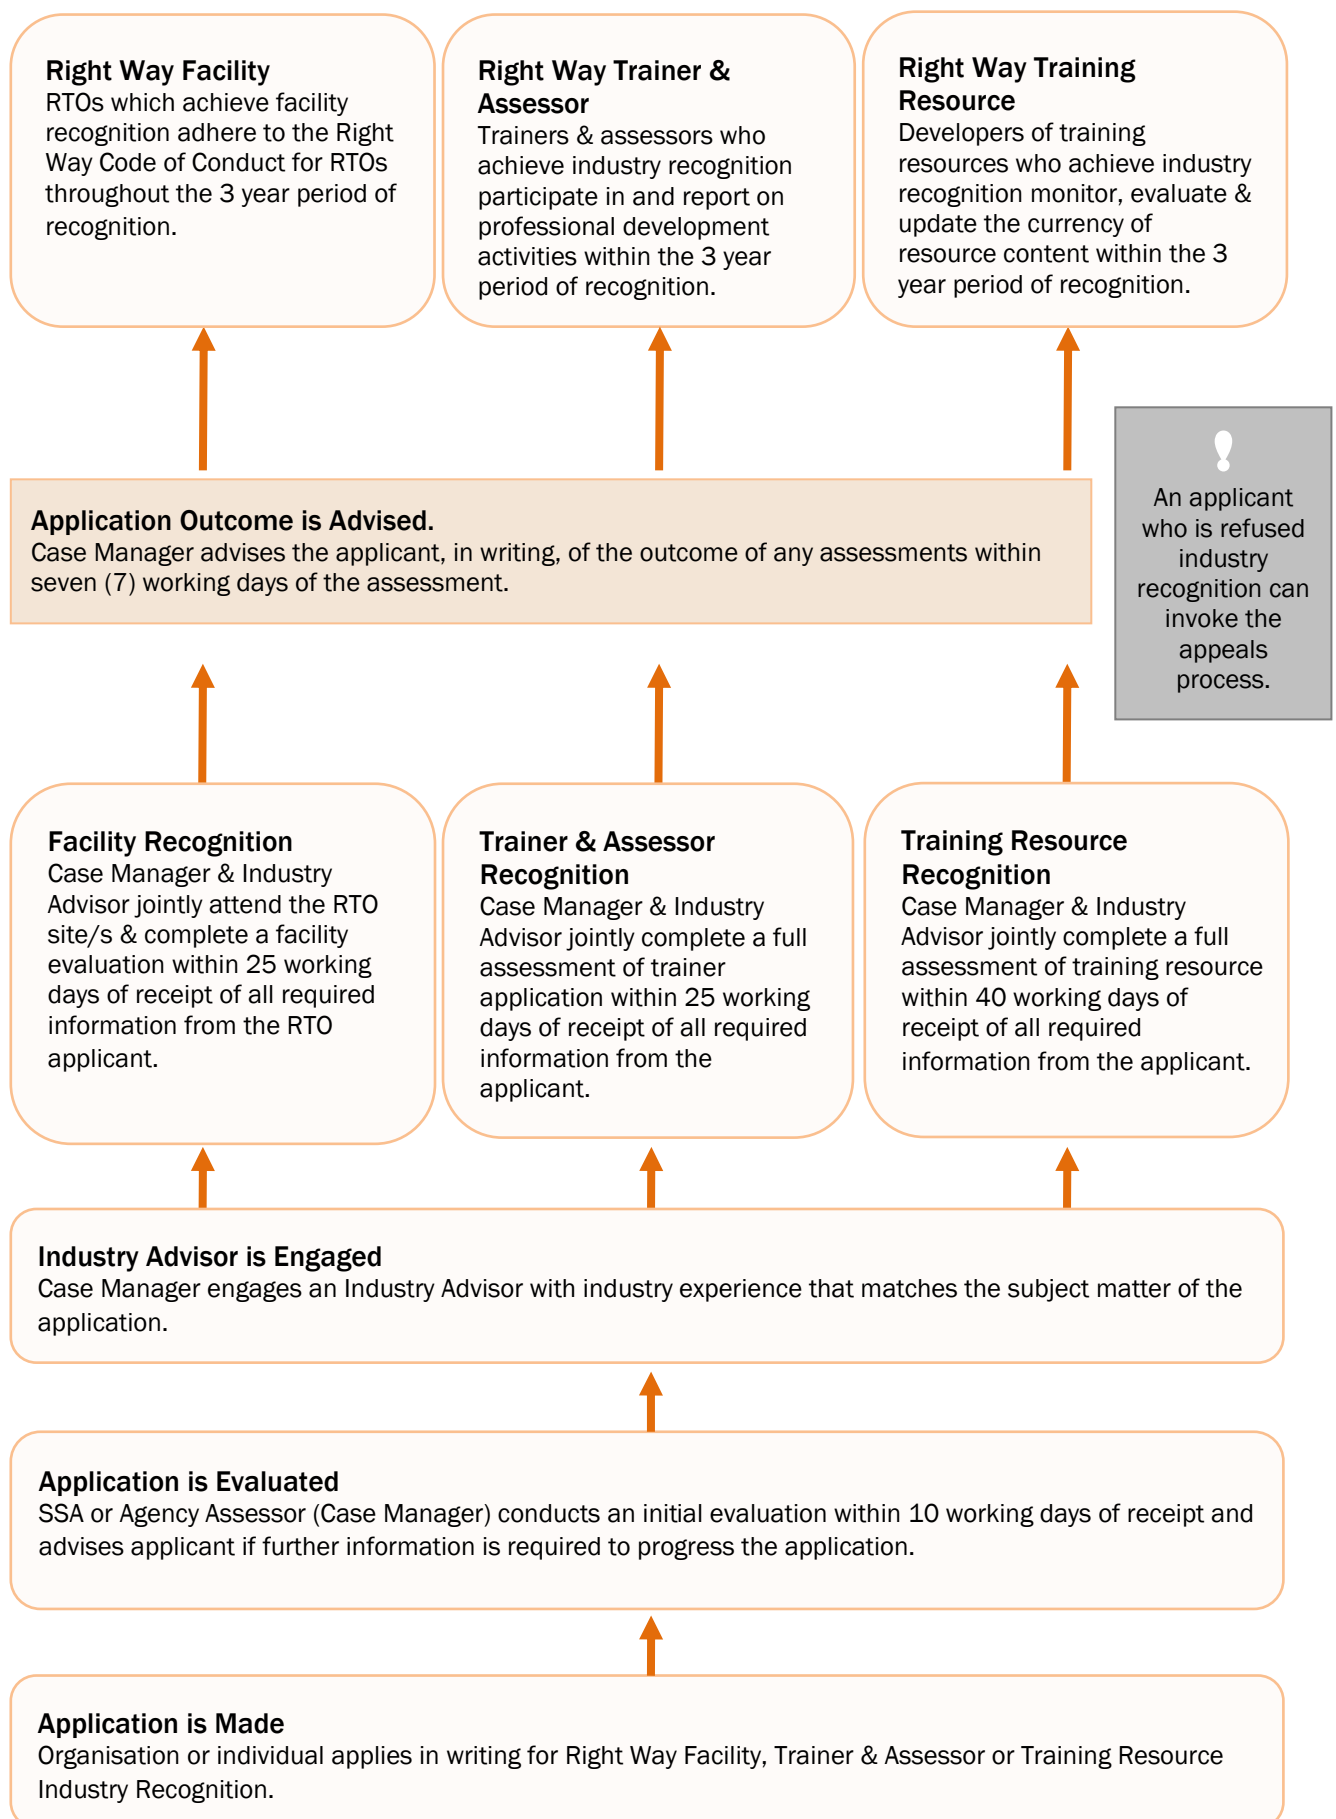 Right Way Facility
RTOs which achieve facility
recognition adhere to the Right
Way Code of Conduct for RTOs
throughout the 3 year period of
recognition.
Right Way Trainer &
Assessor
Trainers & assessors who
achieve industry recognition
participate in and report on
professional development
activities within the 3 year
period of recognition.
Right Way Training
Resource
Developers of training
resources who achieve industry
recognition monitor, evaluate &
update the currency of
resource content within the 3
year period of recognition.
!
An applicant
who is refused
industry
recognition can
invoke the
appeals
process.
Application Outcome is Advised.
Case Manager advises the applicant, in writing, of the outcome of any assessments within
seven (7) working days of the assessment.
Facility Recognition
Case Manager & Industry
Advisor jointly attend the RTO
site/s & complete a facility
evaluation within 25 working
days of receipt of all required
information from the RTO
applicant.
Trainer & Assessor
Recognition
Case Manager & Industry
Advisor jointly complete a full
assessment of trainer
application within 25 working
days of receipt of all required
information from the
applicant.
Training Resource
Recognition
Case Manager & Industry
Advisor jointly complete a full
assessment of training resource
within 40 working days of
receipt of all required
information from the applicant.
Industry Advisor is Engaged
Case Manager engages an Industry Advisor with industry experience that matches the subject matter of the
application.
Application is Evaluated
SSA or Agency Assessor (Case Manager) conducts an initial evaluation within 10 working days of receipt and
advises applicant if further information is required to progress the application.
Application is Made
Organisation or individual applies in writing for Right Way Facility, Trainer & Assessor or Training Resource
Industry Recognition.